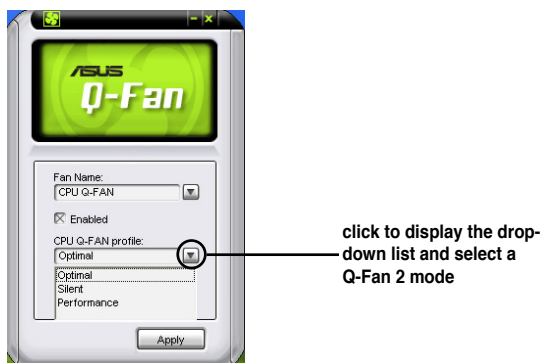 ASUS
Q-Fan
Fan Name:
CPU Q-FAN
Enabled
CPU Q-FAN profile:
Optimal
Optimal
Silent
Performance
Apply
click to display the drop-
down list and select a
Q-Fan 2 mode